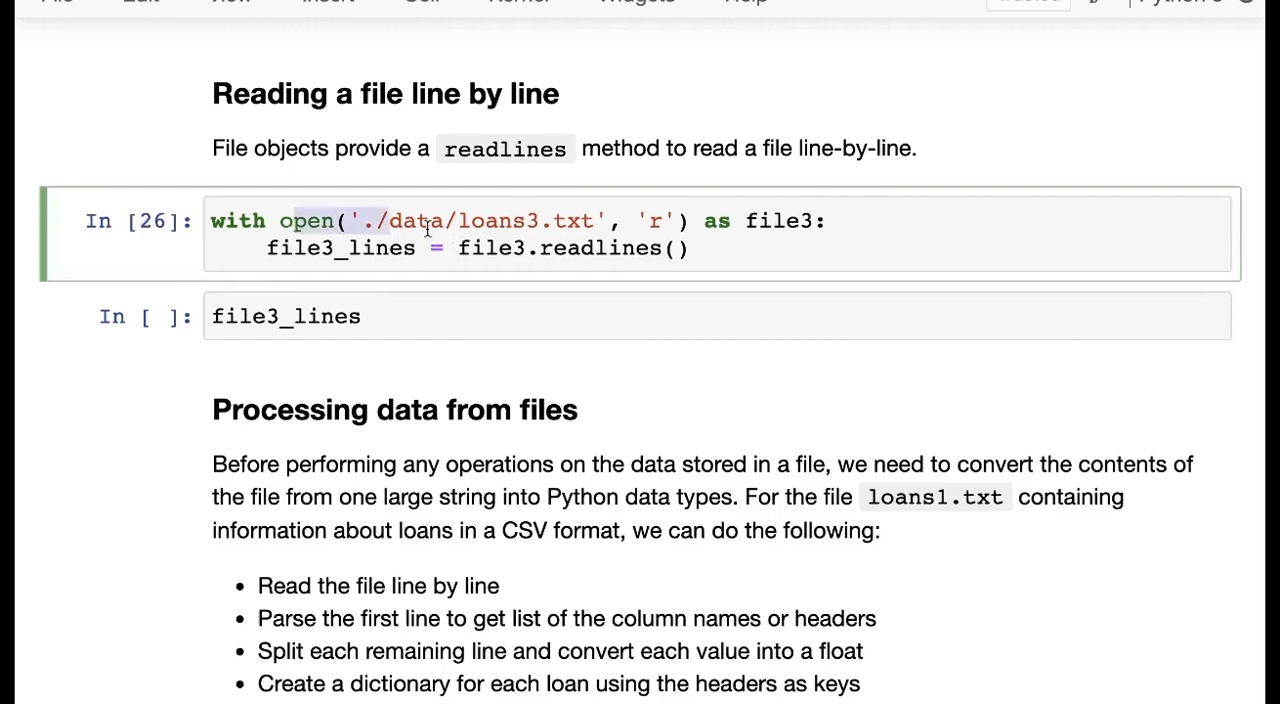 Reading a file line by line
File objects provide a readlines method to read a file line-by-line.
In [26]: with open('./data/loans3.txt', 'r') as file3:
file3_lines = file3.readlines()
In [ ]: file3_lines
Processing data from files
Before performing any operations on the data stored in a file, we need to convert the contents of
the file from one large string into Python data types. For the file loans1.txt containing
information about loans in a CSV format, we can do the following:
• Read the file line by line
• Parse the first line to get list of the column names or headers
• Split each remaining line and convert each value into a float
• Create a dictionary for each loan using the headers as keys